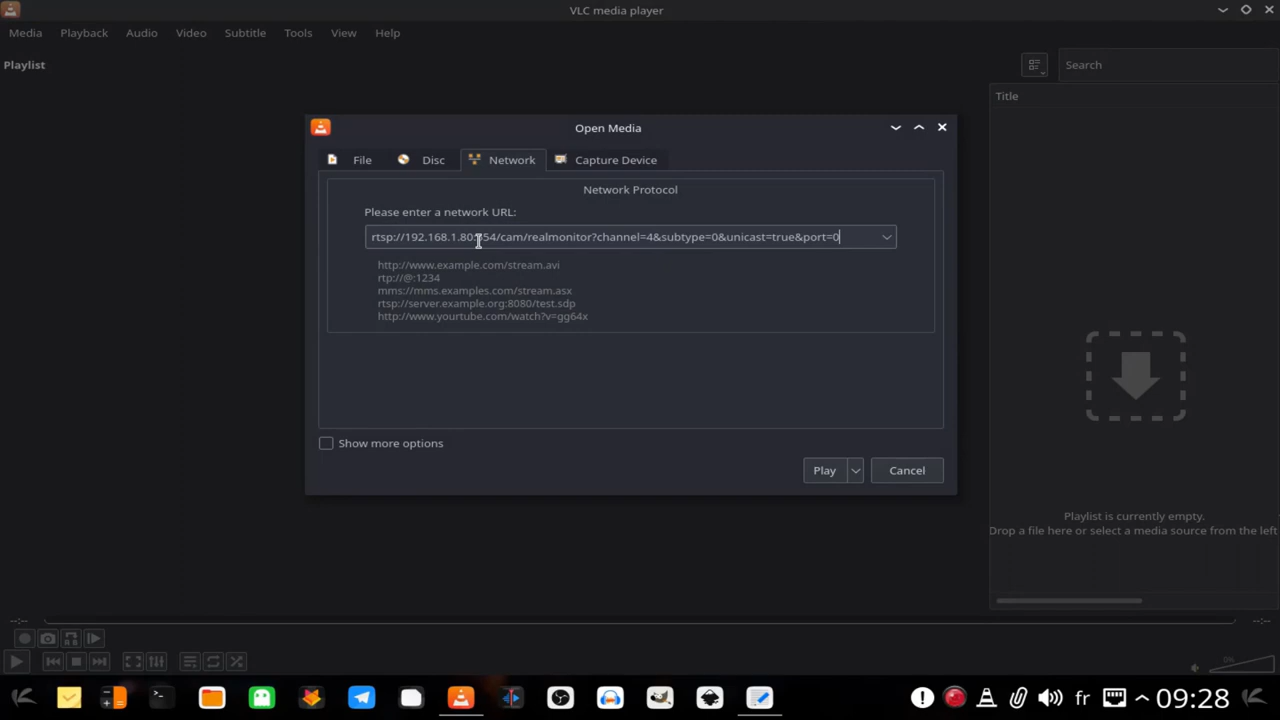 VLC media player
Media Playback Audio Video Subtitle Tools View Help
Playlist
Search
Title
Open Media
File Disc Network Capture Device
Network Protocol
Please enter a network URL:
rtsp://192.168.1.80:554/cam/realmonitor?channel=4&subtype=0&unicast=true&port=0
http://www.example.com/stream.avi
rtp://@:1234
mms://mms.examples.com/stream.asx
rtsp://server.example.org:8080/test.sdp
http://www.yourtube.com/watch?v=gg64x
Show more options
Play Cancel
Playlist is currently empty.
Drop a file here or select a media source from the left
--:-- --:--
0%
fr 09:28